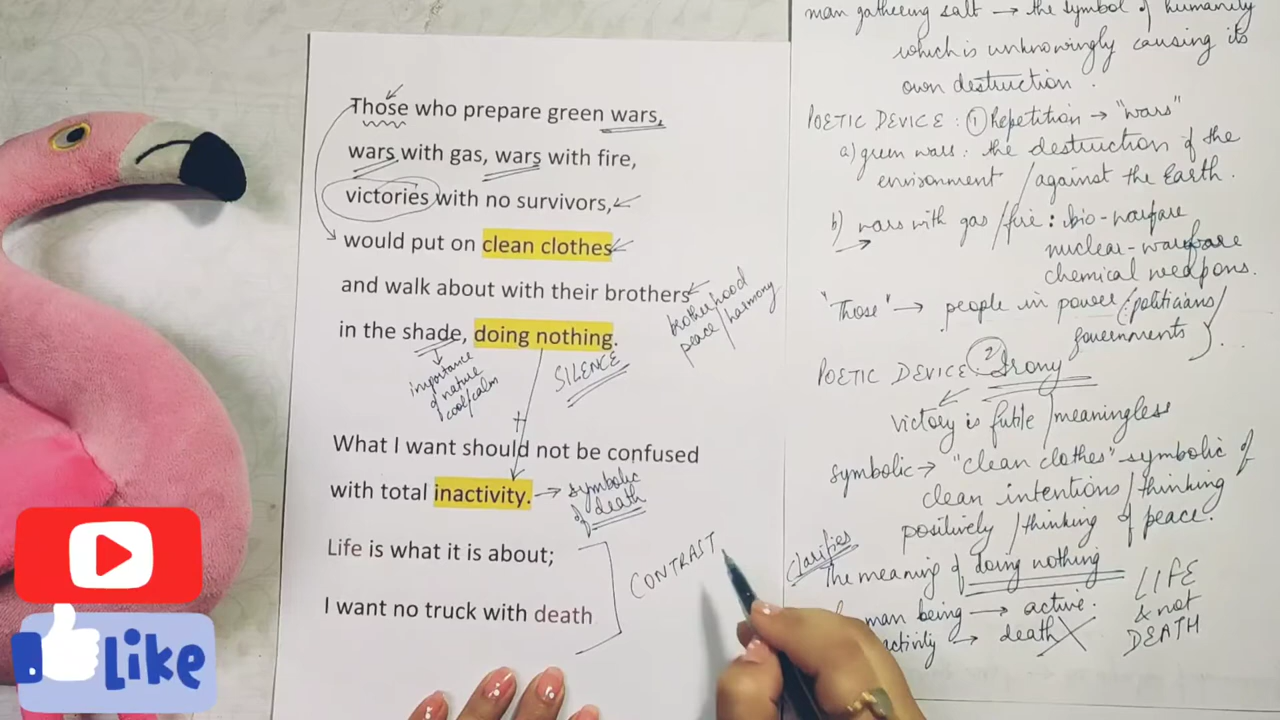 Those who prepare green wars,
wars with gas, wars with fire,
victories with no survivors,
would put on clean clothes
and walk about with their brothers
in the shade, doing nothing.
importance
of nature
cool/calm
SILENCE
brotherhood
peace/harmony
What I want should not be confused
with total inactivity. → symbolic
of death
Life is what it is about;
I want no truck with death
CONTRAST
man gathering salt → the symbol of humanity
which is unknowingly causing its
own destruction.
POETIC DEVICE: ① Repetition → "wars"
a) green wars: the destruction of the
environment / against the Earth.
b) wars with gas/fire: bio-warfare
nuclear-warfare
chemical weapons.
"Those" → people in power (politicians/
governments)...
POETIC DEVICE: ② Irony
victory is futile / meaningless
symbolic → "clean clothes" symbolic of
clean intentions / thinking
positively / thinking of peace.
Clarifies
The meaning of doing nothing
man being → active.
activity → death
LIFE
& not
DEATH
Like